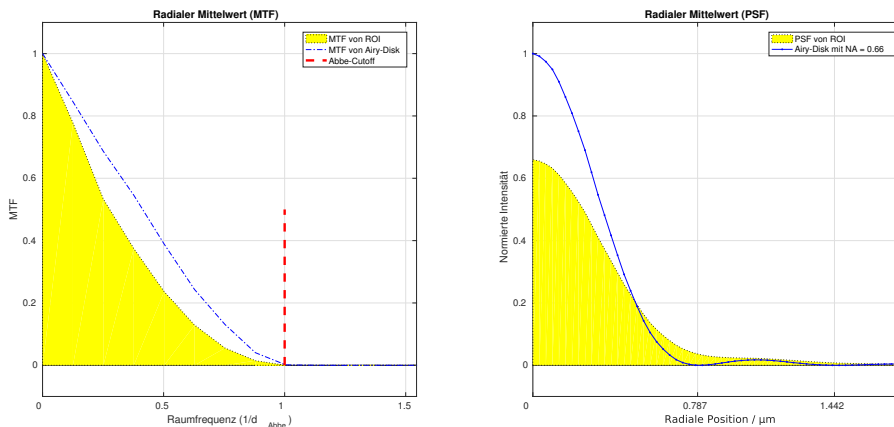 Radialer Mittelwert (MTF)
MTF von ROI
MTF von Airy-Disk
Abbe-Cutoff
1
0.8
0.6
0.4
0.2
0
MTF
0
0.5
1
1.5
Raumfrequenz (1/d Abbe)
Radialer Mittelwert (PSF)
PSF von ROI
Airy-Disk mit NA = 0.66
1
0.8
0.6
0.4
0.2
0
Normierte Intensität
0
0.787
1.442
Radiale Position / µm